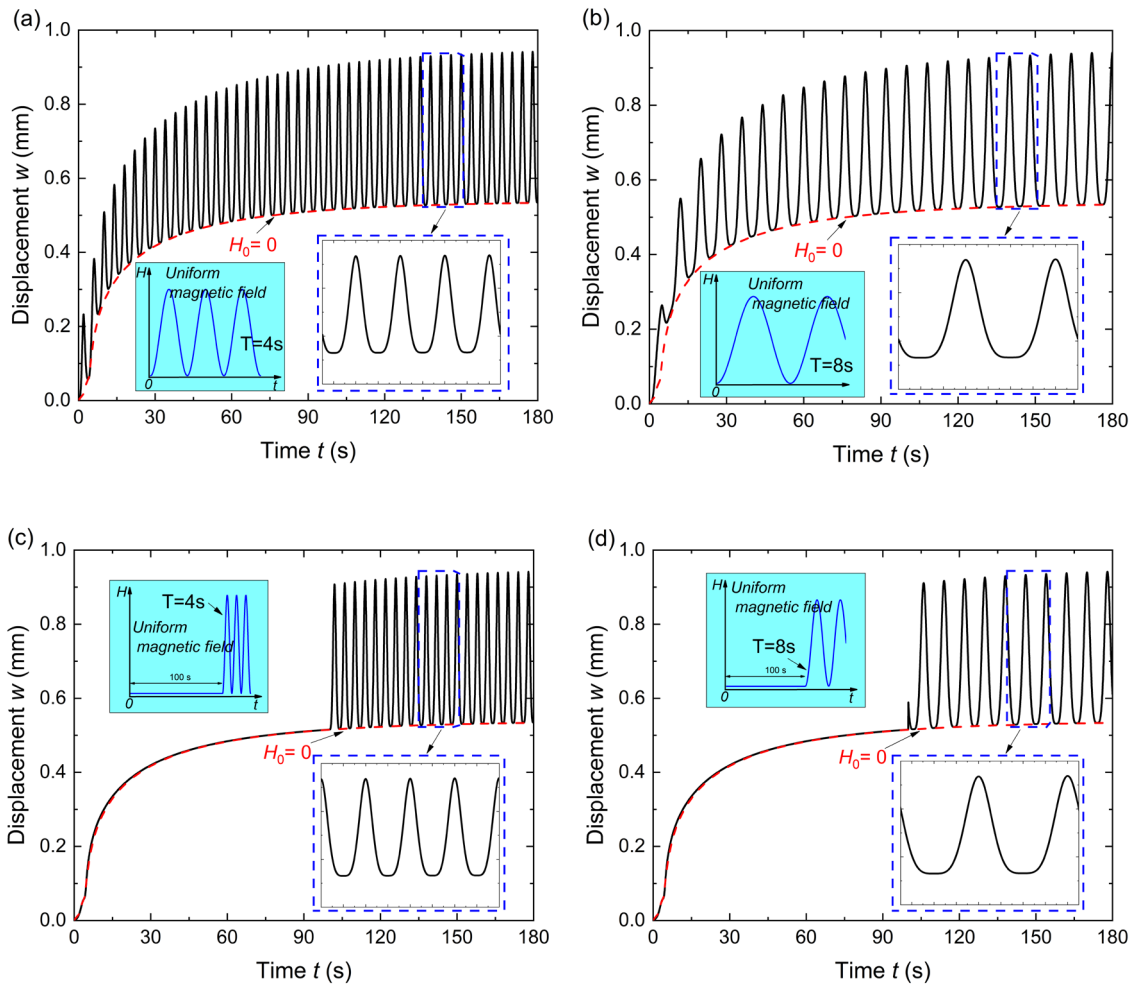 (a)
1.0
0.8
0.6
0.4
0.2
0.0
Displacement w (mm)
H₀= 0
H
Uniform
magnetic field
T=4s
0
t
0 30 60 90 120 150 180
Time t (s)
(b)
1.0
0.8
0.6
0.4
0.2
0.0
Displacement w (mm)
H₀= 0
H
Uniform
magnetic field
T=8s
0
t
0 30 60 90 120 150 180
Time t (s)
(c)
1.0
0.8
0.6
0.4
0.2
0.0
Displacement w (mm)
H
T=4s
Uniform
magnetic field
100 s
0
t
H₀= 0
0 30 60 90 120 150 180
Time t (s)
(d)
1.0
0.8
0.6
0.4
0.2
0.0
Displacement w (mm)
H
Uniform
magnetic field
T=8s
100 s
0
t
H₀= 0
0 30 60 90 120 150 180
Time t (s)